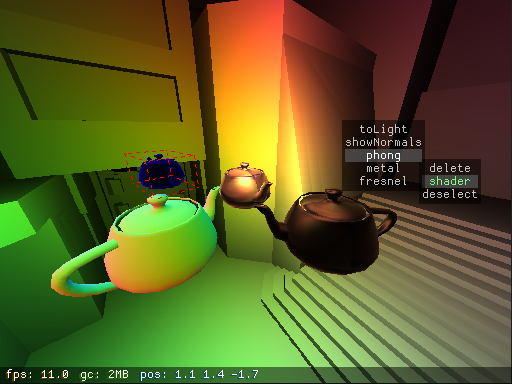 toLight
showNormals
phong
metal
fresnel
delete
shader
deselect
fps: 11.0 gc: 2MB pos: 1.1 1.4 -1.7